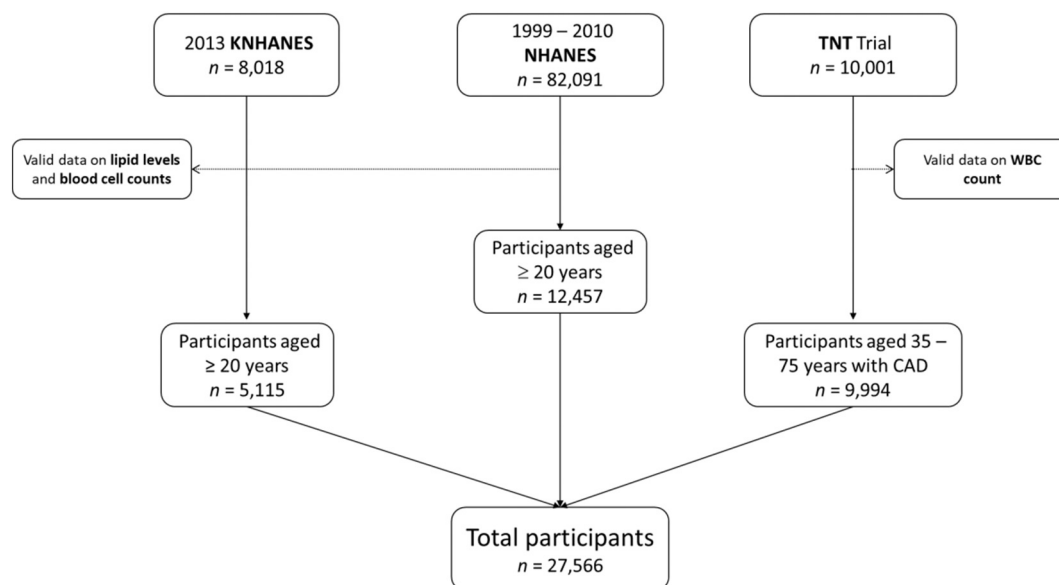 2013 KNHANES
n = 8,018
1999 – 2010
NHANES
n = 82,091
TNT Trial
n = 10,001
Valid data on lipid levels
and blood cell counts
Valid data on WBC
count
Participants aged
≥ 20 years
n = 12,457
Participants aged
≥ 20 years
n = 5,115
Participants aged 35 –
75 years with CAD
n = 9,994
Total participants
n = 27,566